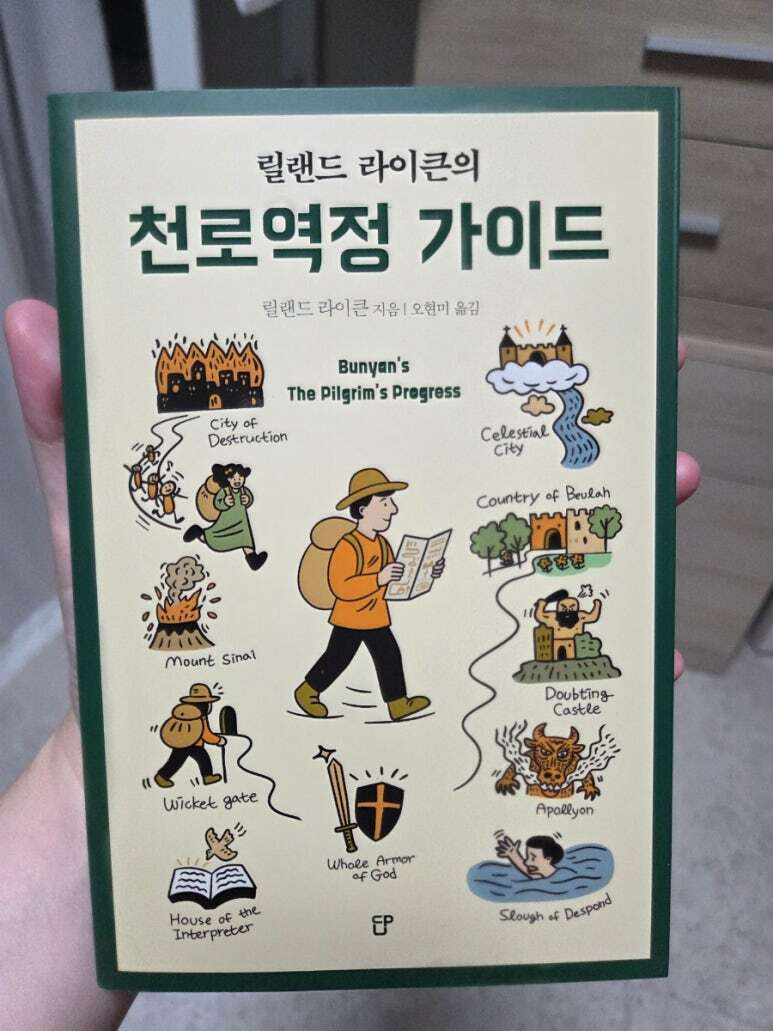 릴랜드 라이큰의
천로역정 가이드
릴랜드 라이큰 지음 | 오현미 옮김
Bunyan's
The Pilgrim's Progress
City of
Destruction
Celestial
City
Country of Beulah
Mount Sinai
Doubting
Castle
Wicket gate
Apollyon
Whole Armor
of God
House of the
Interpreter
Slough of Despond
CUP